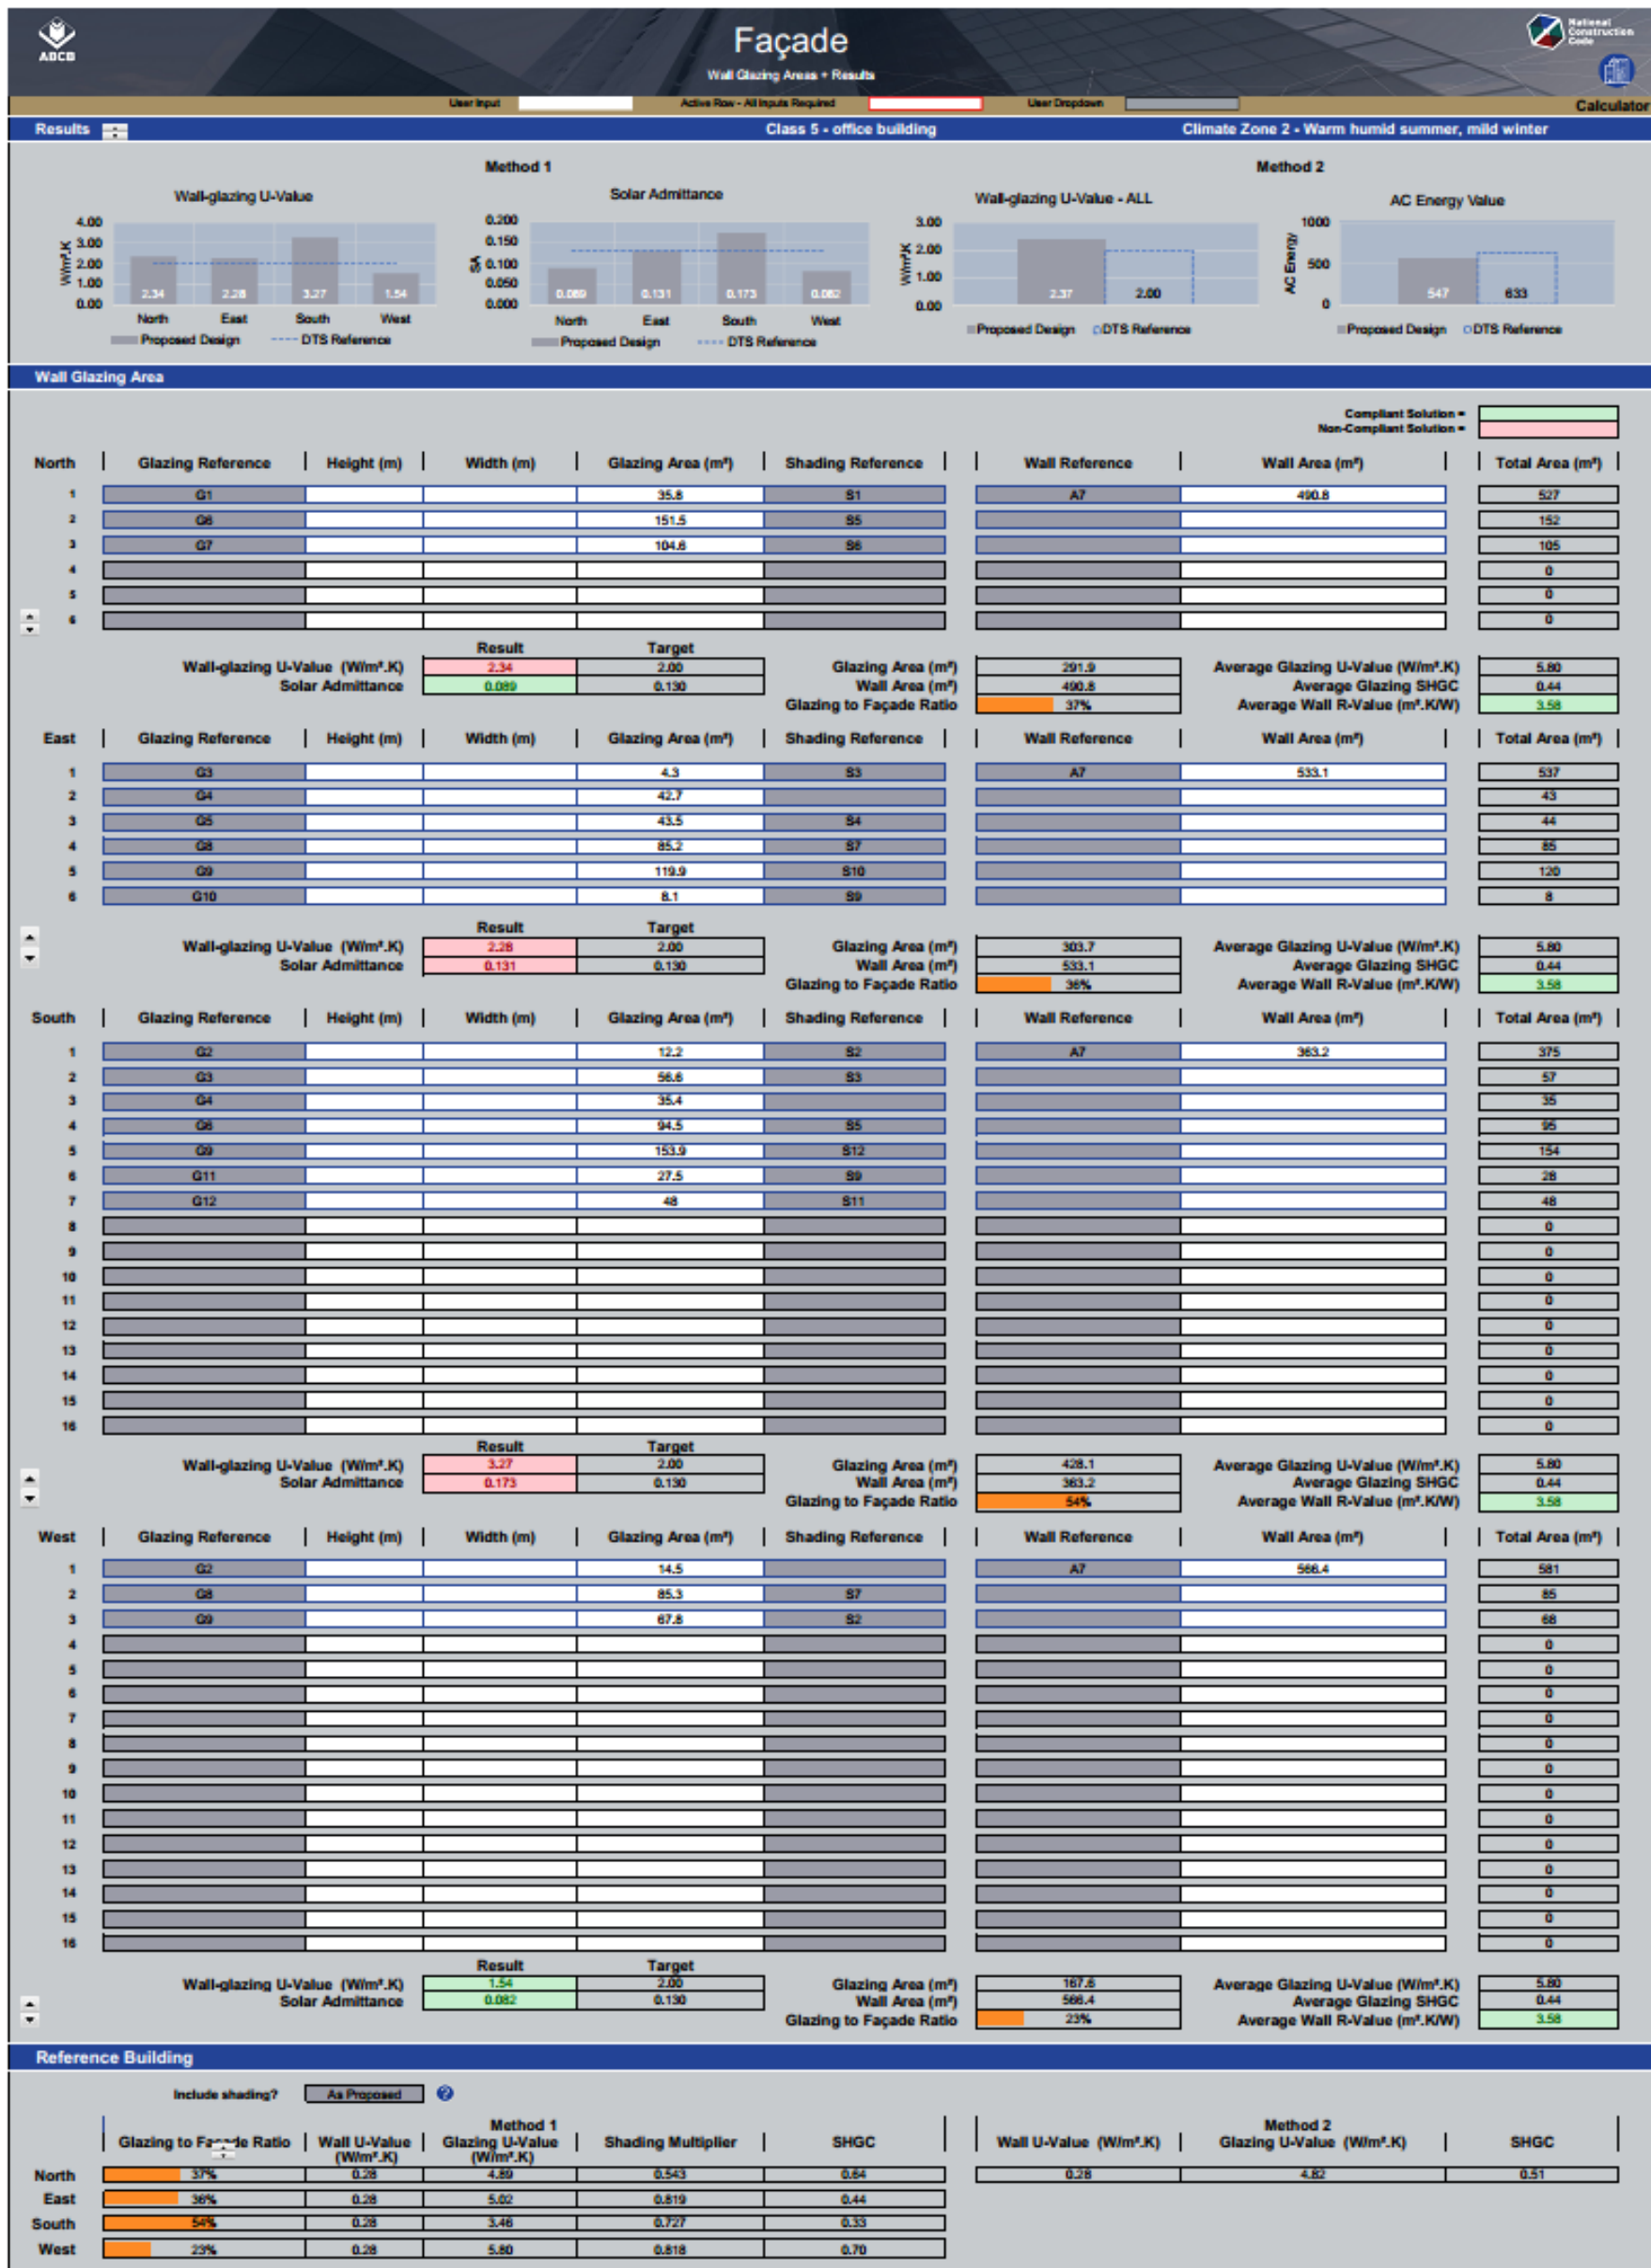 ABCB
Façade
National Construction Code
Wall Glazing Areas + Results
User Input Active Row - All Inputs Required User Dropdown Calculator
Results Class 5 - office building Climate Zone 2 - Warm humid summer, mild winter
Method 1 Method 2
Wall-glazing U-Value
4.00
3.00
2.00
1.00
0.00
W/m².K
2.34 2.28 3.27 1.54
North East South West
Proposed Design DTS Reference
Solar Admittance
0.200
0.150
0.100
0.050
0.000
SA
0.089 0.131 0.173 0.082
North East South West
Proposed Design DTS Reference
Wall-glazing U-Value - ALL
3.00
2.00
1.00
0.00
W/m².K
2.37 2.00
Proposed Design DTS Reference
AC Energy Value
1000
500
0
AC Energy
547 633
Proposed Design DTS Reference
Wall Glazing Area
Compliant Solution =
Non-Compliant Solution =
North Glazing Reference Height (m) Width (m) Glazing Area (m²) Shading Reference Wall Reference Wall Area (m²) Total Area (m²)
1 G1 35.8 S1 A7 490.8 527
2 G6 151.5 S5 152
3 G7 104.6 S6 105
4 0
5 0
6 0
Result Target
Wall-glazing U-Value (W/m².K) 2.34 2.00 Glazing Area (m²) 291.9 Average Glazing U-Value (W/m².K) 5.80
Solar Admittance 0.089 0.130 Wall Area (m²) 490.8 Average Glazing SHGC 0.44
Glazing to Façade Ratio 37% Average Wall R-Value (m².K/W) 3.58
East Glazing Reference Height (m) Width (m) Glazing Area (m²) Shading Reference Wall Reference Wall Area (m²) Total Area (m²)
1 G3 4.3 S3 A7 533.1 537
2 G4 42.7 43
3 G5 43.5 S4 44
4 G8 85.2 S7 85
5 G9 119.9 S10 120
6 G10 8.1 S9 8
Result Target
Wall-glazing U-Value (W/m².K) 2.28 2.00 Glazing Area (m²) 303.7 Average Glazing U-Value (W/m².K) 5.80
Solar Admittance 0.131 0.130 Wall Area (m²) 533.1 Average Glazing SHGC 0.44
Glazing to Façade Ratio 36% Average Wall R-Value (m².K/W) 3.58
South Glazing Reference Height (m) Width (m) Glazing Area (m²) Shading Reference Wall Reference Wall Area (m²) Total Area (m²)
1 G2 12.2 S2 A7 363.2 375
2 G3 56.6 S3 57
3 G4 35.4 35
4 G6 94.5 S5 95
5 G9 153.9 S12 154
6 G11 27.5 S9 28
7 G12 48 S11 48
8 0
9 0
10 0
11 0
12 0
13 0
14 0
15 0
16 0
Result Target
Wall-glazing U-Value (W/m².K) 3.27 2.00 Glazing Area (m²) 428.1 Average Glazing U-Value (W/m².K) 5.80
Solar Admittance 0.173 0.130 Wall Area (m²) 363.2 Average Glazing SHGC 0.44
Glazing to Façade Ratio 54% Average Wall R-Value (m².K/W) 3.58
West Glazing Reference Height (m) Width (m) Glazing Area (m²) Shading Reference Wall Reference Wall Area (m²) Total Area (m²)
1 G2 14.5 A7 566.4 581
2 G8 85.3 S7 85
3 G9 67.8 S2 68
4 0
5 0
6 0
7 0
8 0
9 0
10 0
11 0
12 0
13 0
14 0
15 0
16 0
Result Target
Wall-glazing U-Value (W/m².K) 1.54 2.00 Glazing Area (m²) 167.6 Average Glazing U-Value (W/m².K) 5.80
Solar Admittance 0.082 0.130 Wall Area (m²) 566.4 Average Glazing SHGC 0.44
Glazing to Façade Ratio 23% Average Wall R-Value (m².K/W) 3.58
Reference Building
Include shading? As Proposed ?
Method 1 Method 2
Glazing to Façade Ratio Wall U-Value (W/m².K) Glazing U-Value (W/m².K) Shading Multiplier SHGC Wall U-Value (W/m².K) Glazing U-Value (W/m².K) SHGC
North 37% 0.28 4.89 0.543 0.64 0.28 4.82 0.51
East 36% 0.28 5.02 0.819 0.44
South 54% 0.28 3.46 0.727 0.33
West 23% 0.28 5.80 0.818 0.70